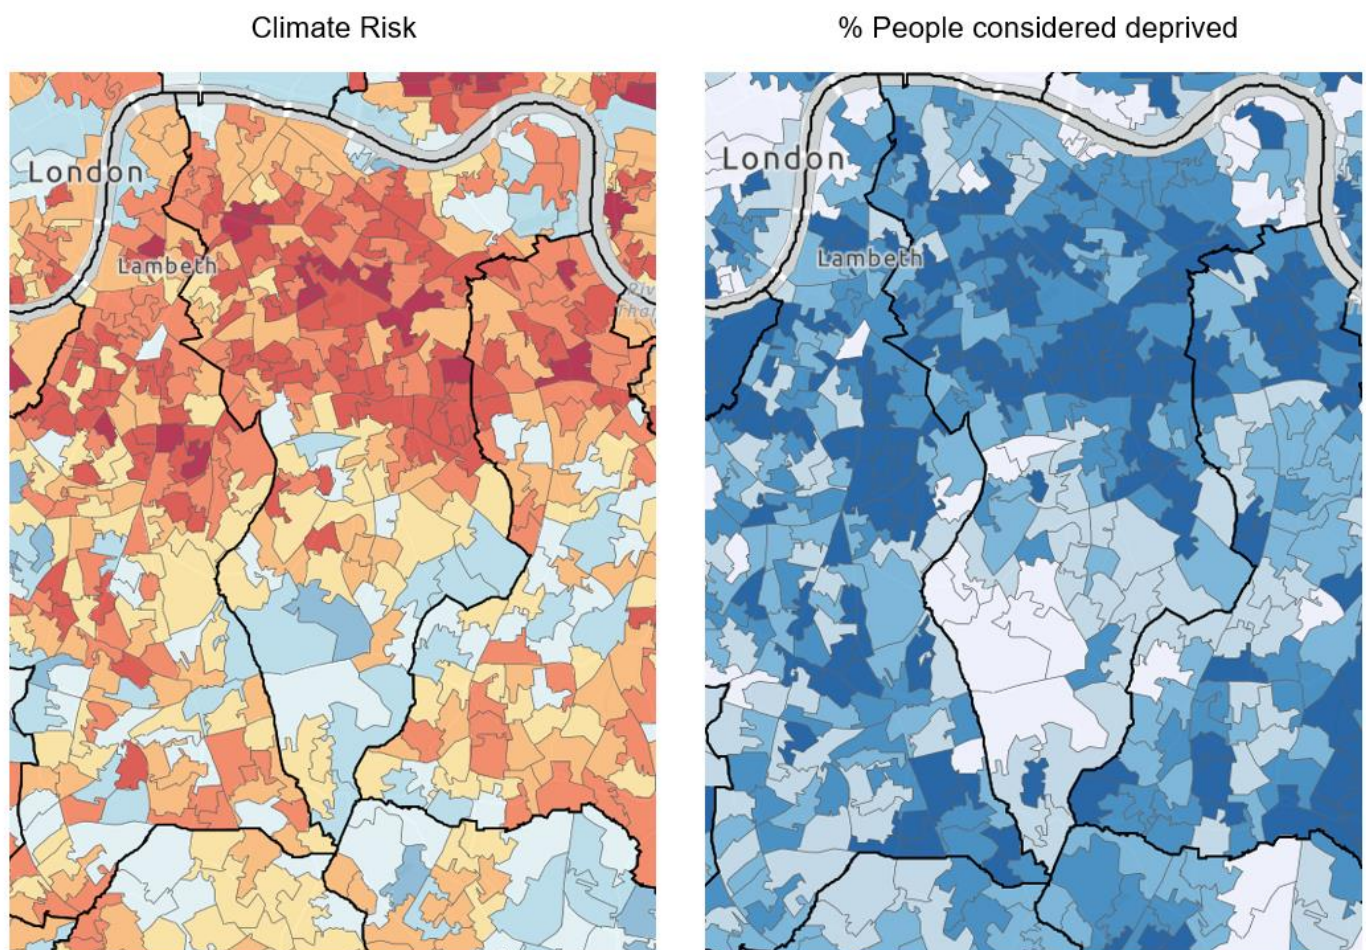 Climate Risk
% People considered deprived
London
London
Lambeth
Lambeth